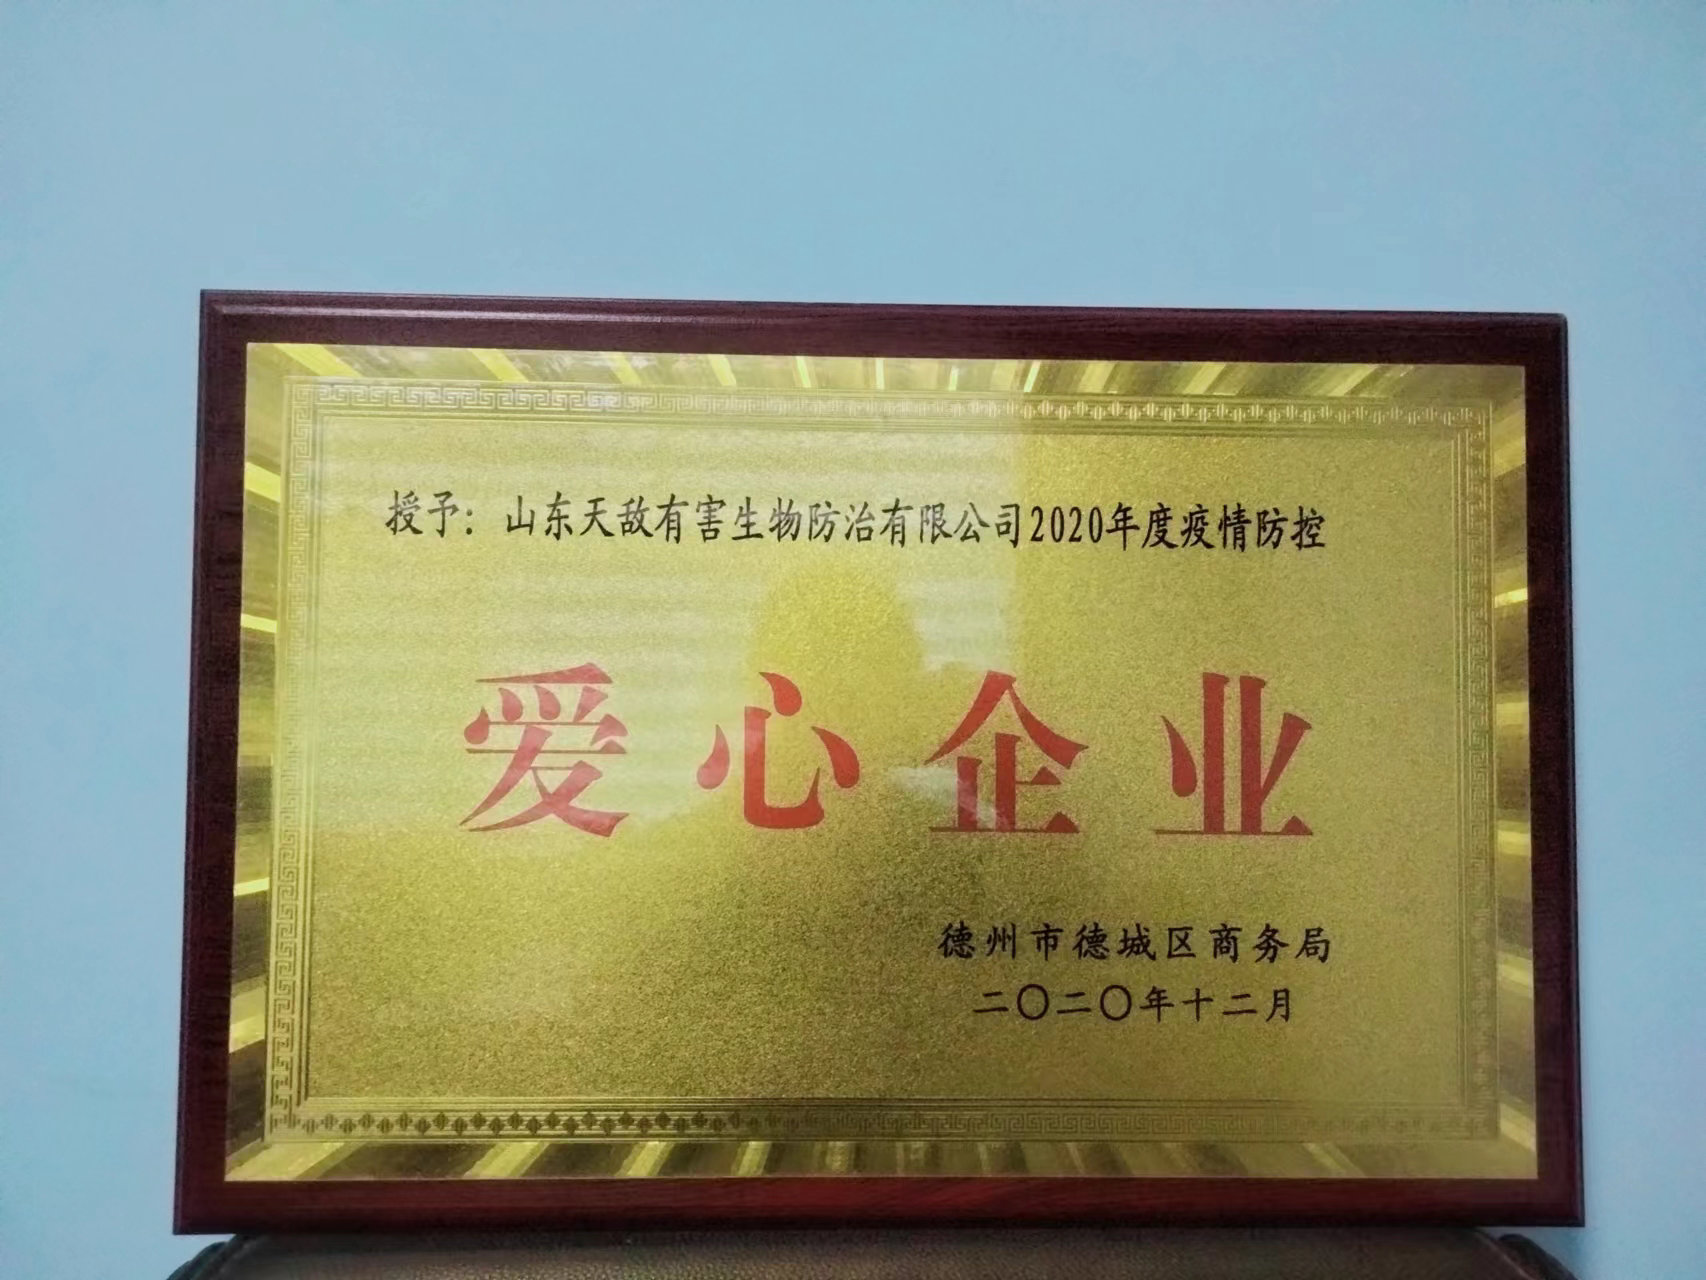 授予：山东天敌有害生物防治有限公司2020年度疫情防控
爱心企业
德州市德城区商务局
二〇二〇年十二月